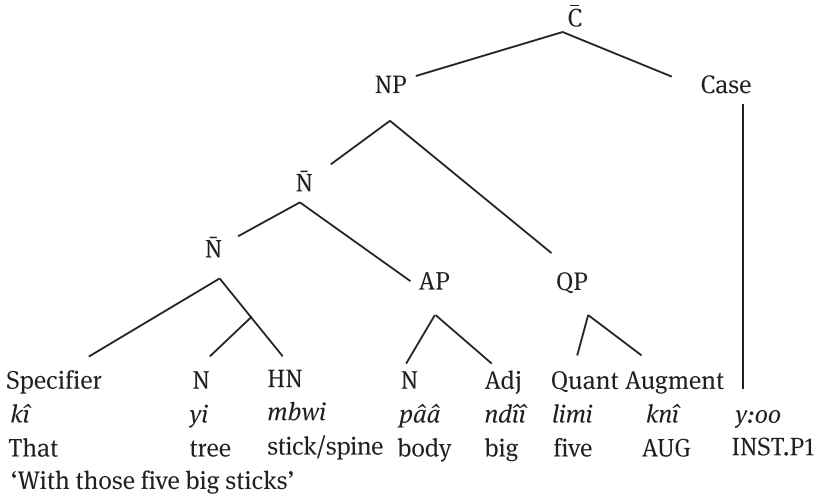 C̄
NP Case
N̄
N̄
AP QP
Specifier N HN N Adj Quant Augment
kî yi mbwi pââ ndîî limi knî y:oo
That tree stick/spine body big five AUG INST.P1
‘With those five big sticks’